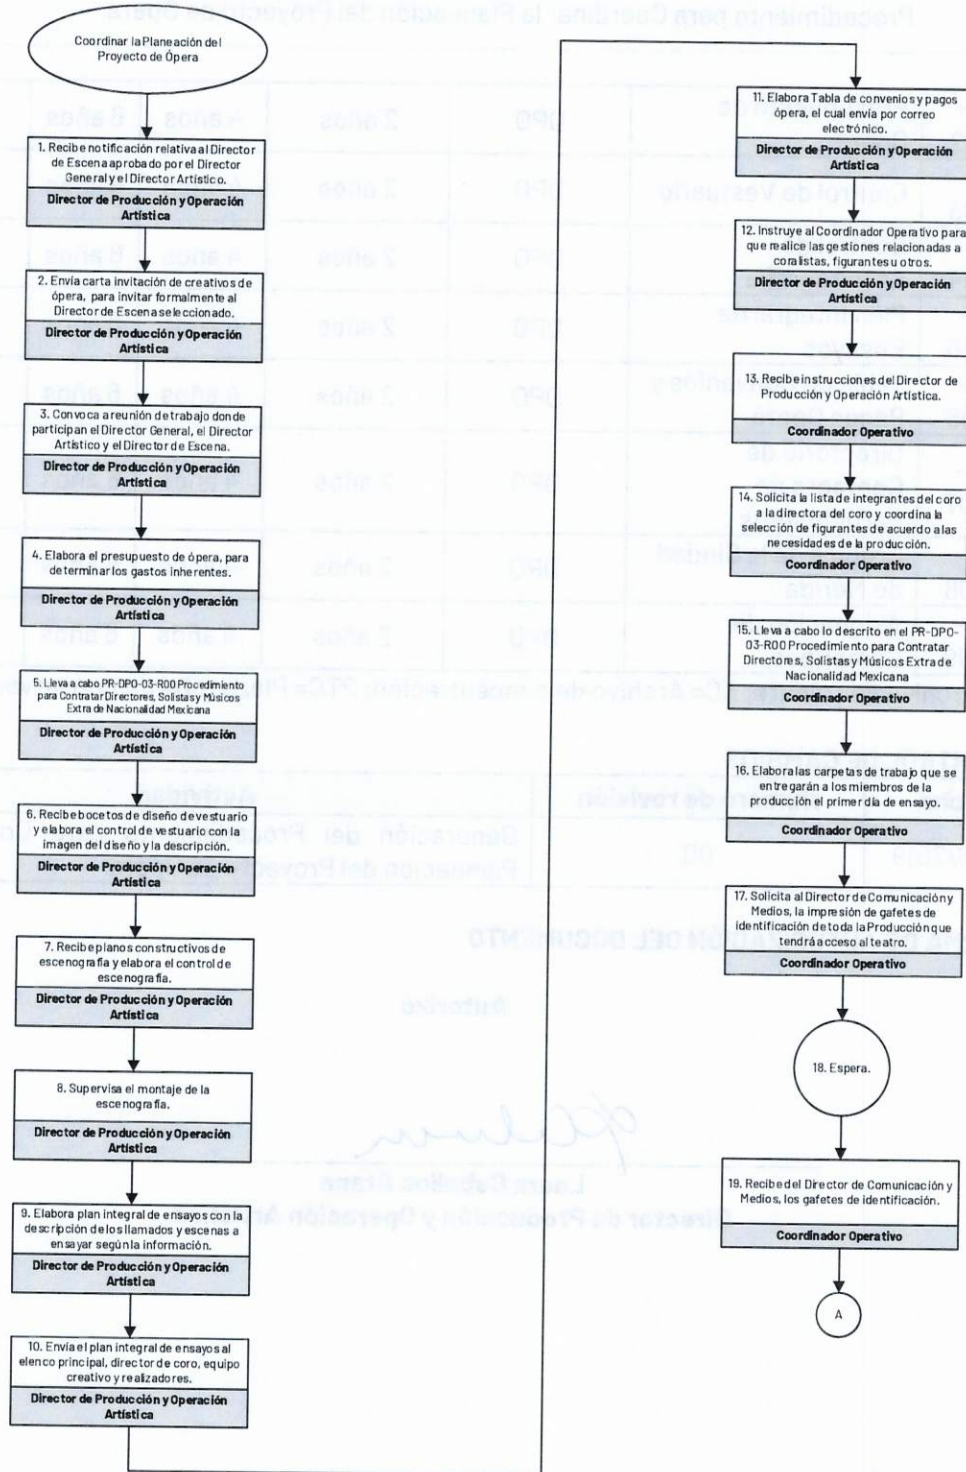 Coordinar la Planeación del
Proyecto de Ópera
1. Recibe notificación relativa al Director
de Escena aprobado por el Director
General y el Director Artístico.
Director de Producción y Operación
Artística
2. Envía carta invitación de creativos de
ópera, para invitar formalmente al
Director de Escena seleccionado.
Director de Producción y Operación
Artística
3. Convoca a reunión de trabajo donde
participan el Director General, el Director
Artístico y el Director de Escena.
Director de Producción y Operación
Artística
4. Elabora el presupuesto de ópera, para
determinar los gastos inherentes.
Director de Producción y Operación
Artística
5. Lleva a cabo PR-DPO-03-R00 Procedimiento
para Contratar Directores, Solistas y Músicos
Extra de Nacionalidad Mexicana
Director de Producción y Operación
Artística
6. Recibe bocetos de diseño de vestuario
y elabora el control de vestuario con la
imagen del diseño y la descripción.
Director de Producción y Operación
Artística
7. Recibe planos constructivos de
escenografía y elabora el control de
escenografía.
Director de Producción y Operación
Artística
8. Supervisa el montaje de la
escenografía.
Director de Producción y Operación
Artística
9. Elabora plan integral de ensayos con la
descripción de los llamados y escenas a
ensayar según la información.
Director de Producción y Operación
Artística
10. Envía el plan integral de ensayos al
elenco principal, director de coro, equipo
creativo y realizadores.
Director de Producción y Operación
Artística
11. Elabora Tabla de convenios y pagos
ópera, el cual envía por correo
electrónico.
Director de Producción y Operación
Artística
12. Instruye al Coordinador Operativo para
que realice las gestiones relacionadas a
coralistas, figurantes u otros.
Director de Producción y Operación
Artística
13. Recibe instrucciones del Director de
Producción y Operación Artística.
Coordinador Operativo
14. Solicita la lista de integrantes del coro
a la directora del coro y coordina la
selección de figurantes de acuerdo a las
necesidades de la producción.
Coordinador Operativo
15. Lleva a cabo lo descrito en el PR-DPO-
03-R00 Procedimiento para Contratar
Directores, Solistas y Músicos Extra de
Nacionalidad Mexicana
Coordinador Operativo
16. Elabora las carpetas de trabajo que se
entregarán a los miembros de la
producción el primer día de ensayo.
Coordinador Operativo
17. Solicita al Director de Comunicación y
Medios, la impresión de gafetes de
Identificación de toda la Producción que
tendrá acceso al teatro.
Coordinador Operativo
18. Espera.
19. Recibe del Director de Comunicación y
Medios, los gafetes de identificación.
Coordinador Operativo
A